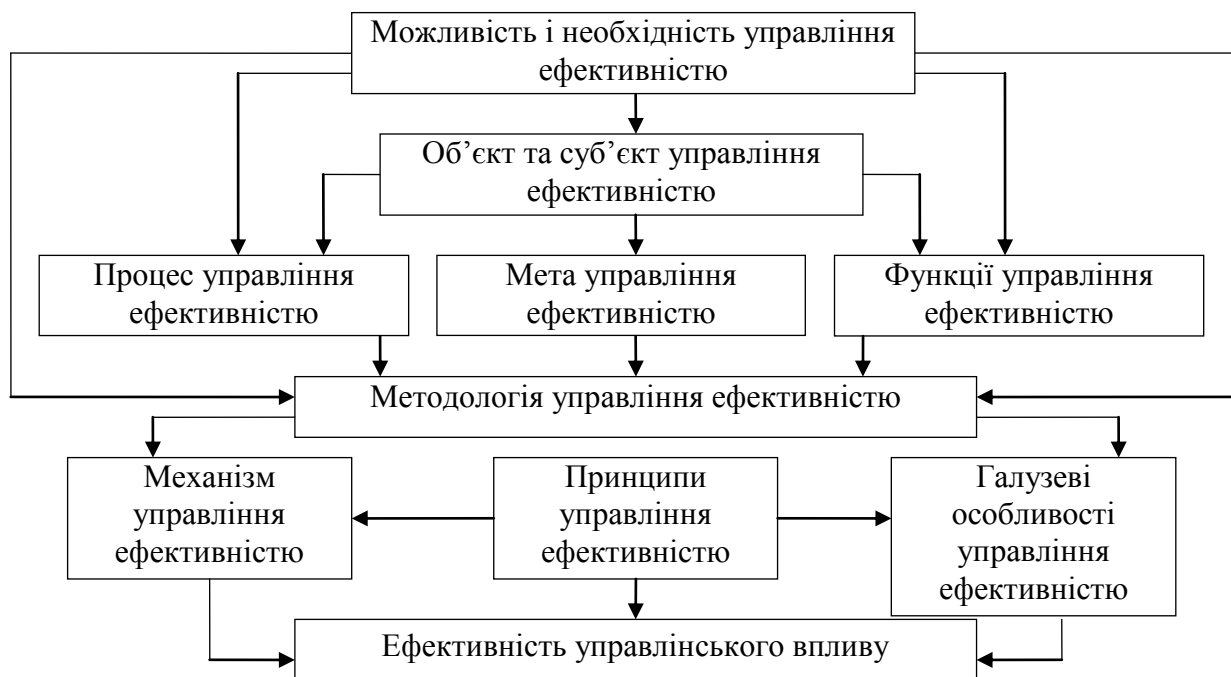 Можливість і необхідність управління
ефективністю
Об’єкт та суб’єкт управління
ефективністю
Процес управління
ефективністю
Мета управління
ефективністю
Функції управління
ефективністю
Методологія управління ефективністю
Механізм
управління
ефективністю
Принципи
управління
ефективністю
Галузеві
особливості
управління
ефективністю
Ефективність управлінського впливу